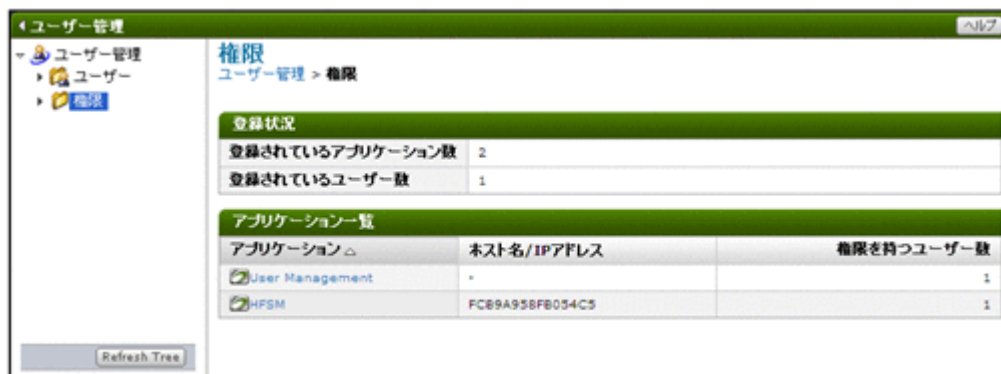 ユーザー管理
ヘルプ
ユーザー管理
ユーザー
権限
Refresh Tree
権限
ユーザー管理 > 権限
登録状況
登録されているアプリケーション数 2
登録されているユーザー数 1
アプリケーション一覧
アプリケーション△ ホスト名/IPアドレス 権限を持つユーザー数
User Management - 1
HFSM FCB9A958FB054C5 1